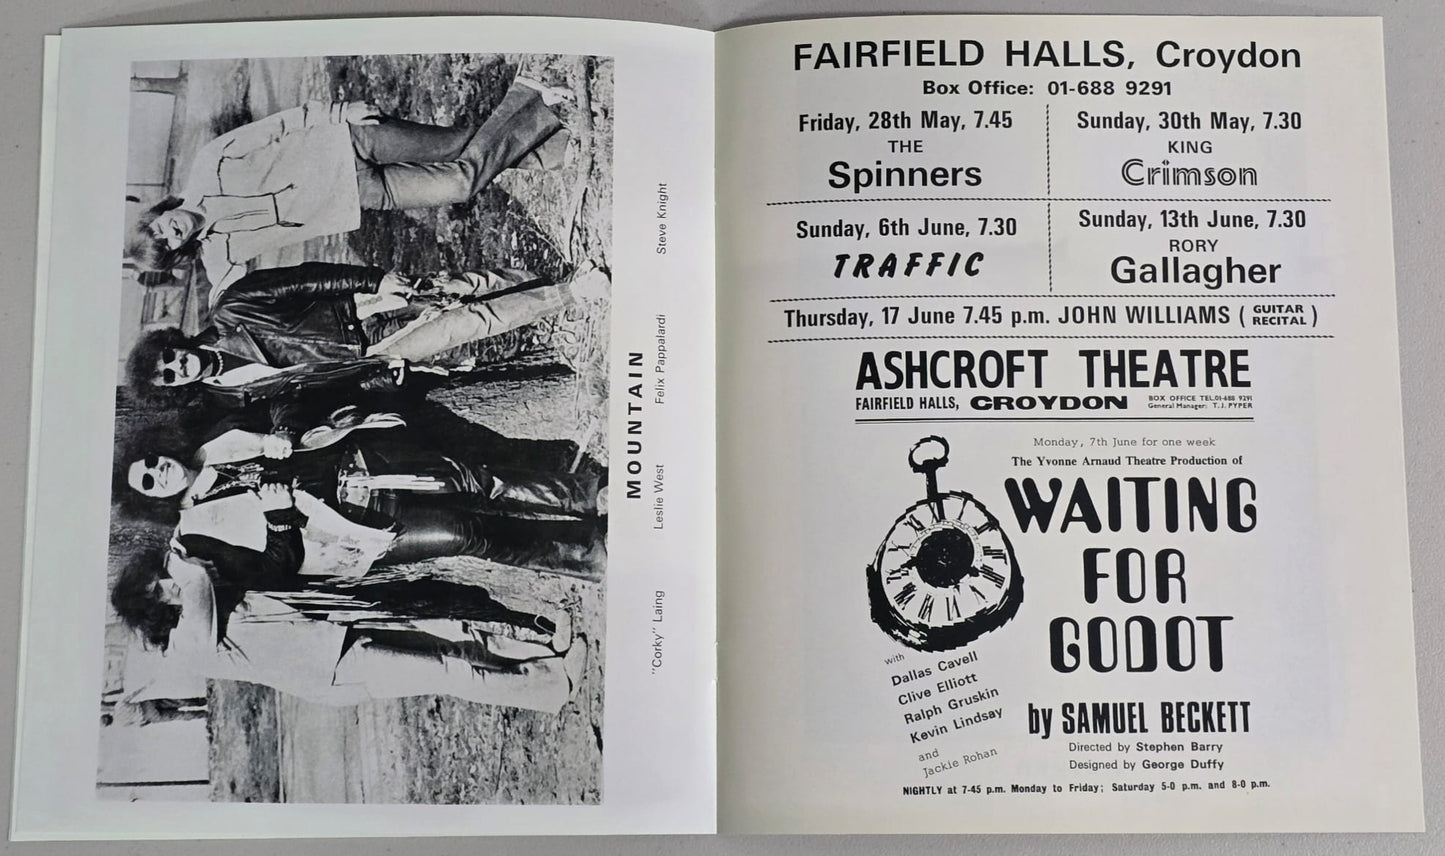 MOUNTAIN
"Corky" Laing Leslie West Felix Pappalardi Steve Knight
FAIRFIELD HALLS, Croydon
Box Office: 01-688 9291
Friday, 28th May, 7.45
THE
Spinners
Sunday, 30th May, 7.30
KING
Crimson
Sunday, 6th June, 7.30
TRAFFIC
Sunday, 13th June, 7.30
RORY
Gallagher
Thursday, 17 June 7.45 p.m. JOHN WILLIAMS ( GUITAR RECITAL )
ASHCROFT THEATRE
FAIRFIELD HALLS, CROYDON
BOX OFFICE TEL.01-688 9291
General Manager: T. J. PYPER
Monday, 7th June for one week
The Yvonne Arnaud Theatre Production of
WAITING
FOR
GODOT
with
Dallas Cavell
Clive Elliott
Ralph Gruskin
Kevin Lindsay
and
Jackie Rohan
by SAMUEL BECKETT
Directed by Stephen Barry
Designed by George Duffy
NIGHTLY at 7-45 p.m. Monday to Friday; Saturday 5-0 p.m. and 8-0 p.m.